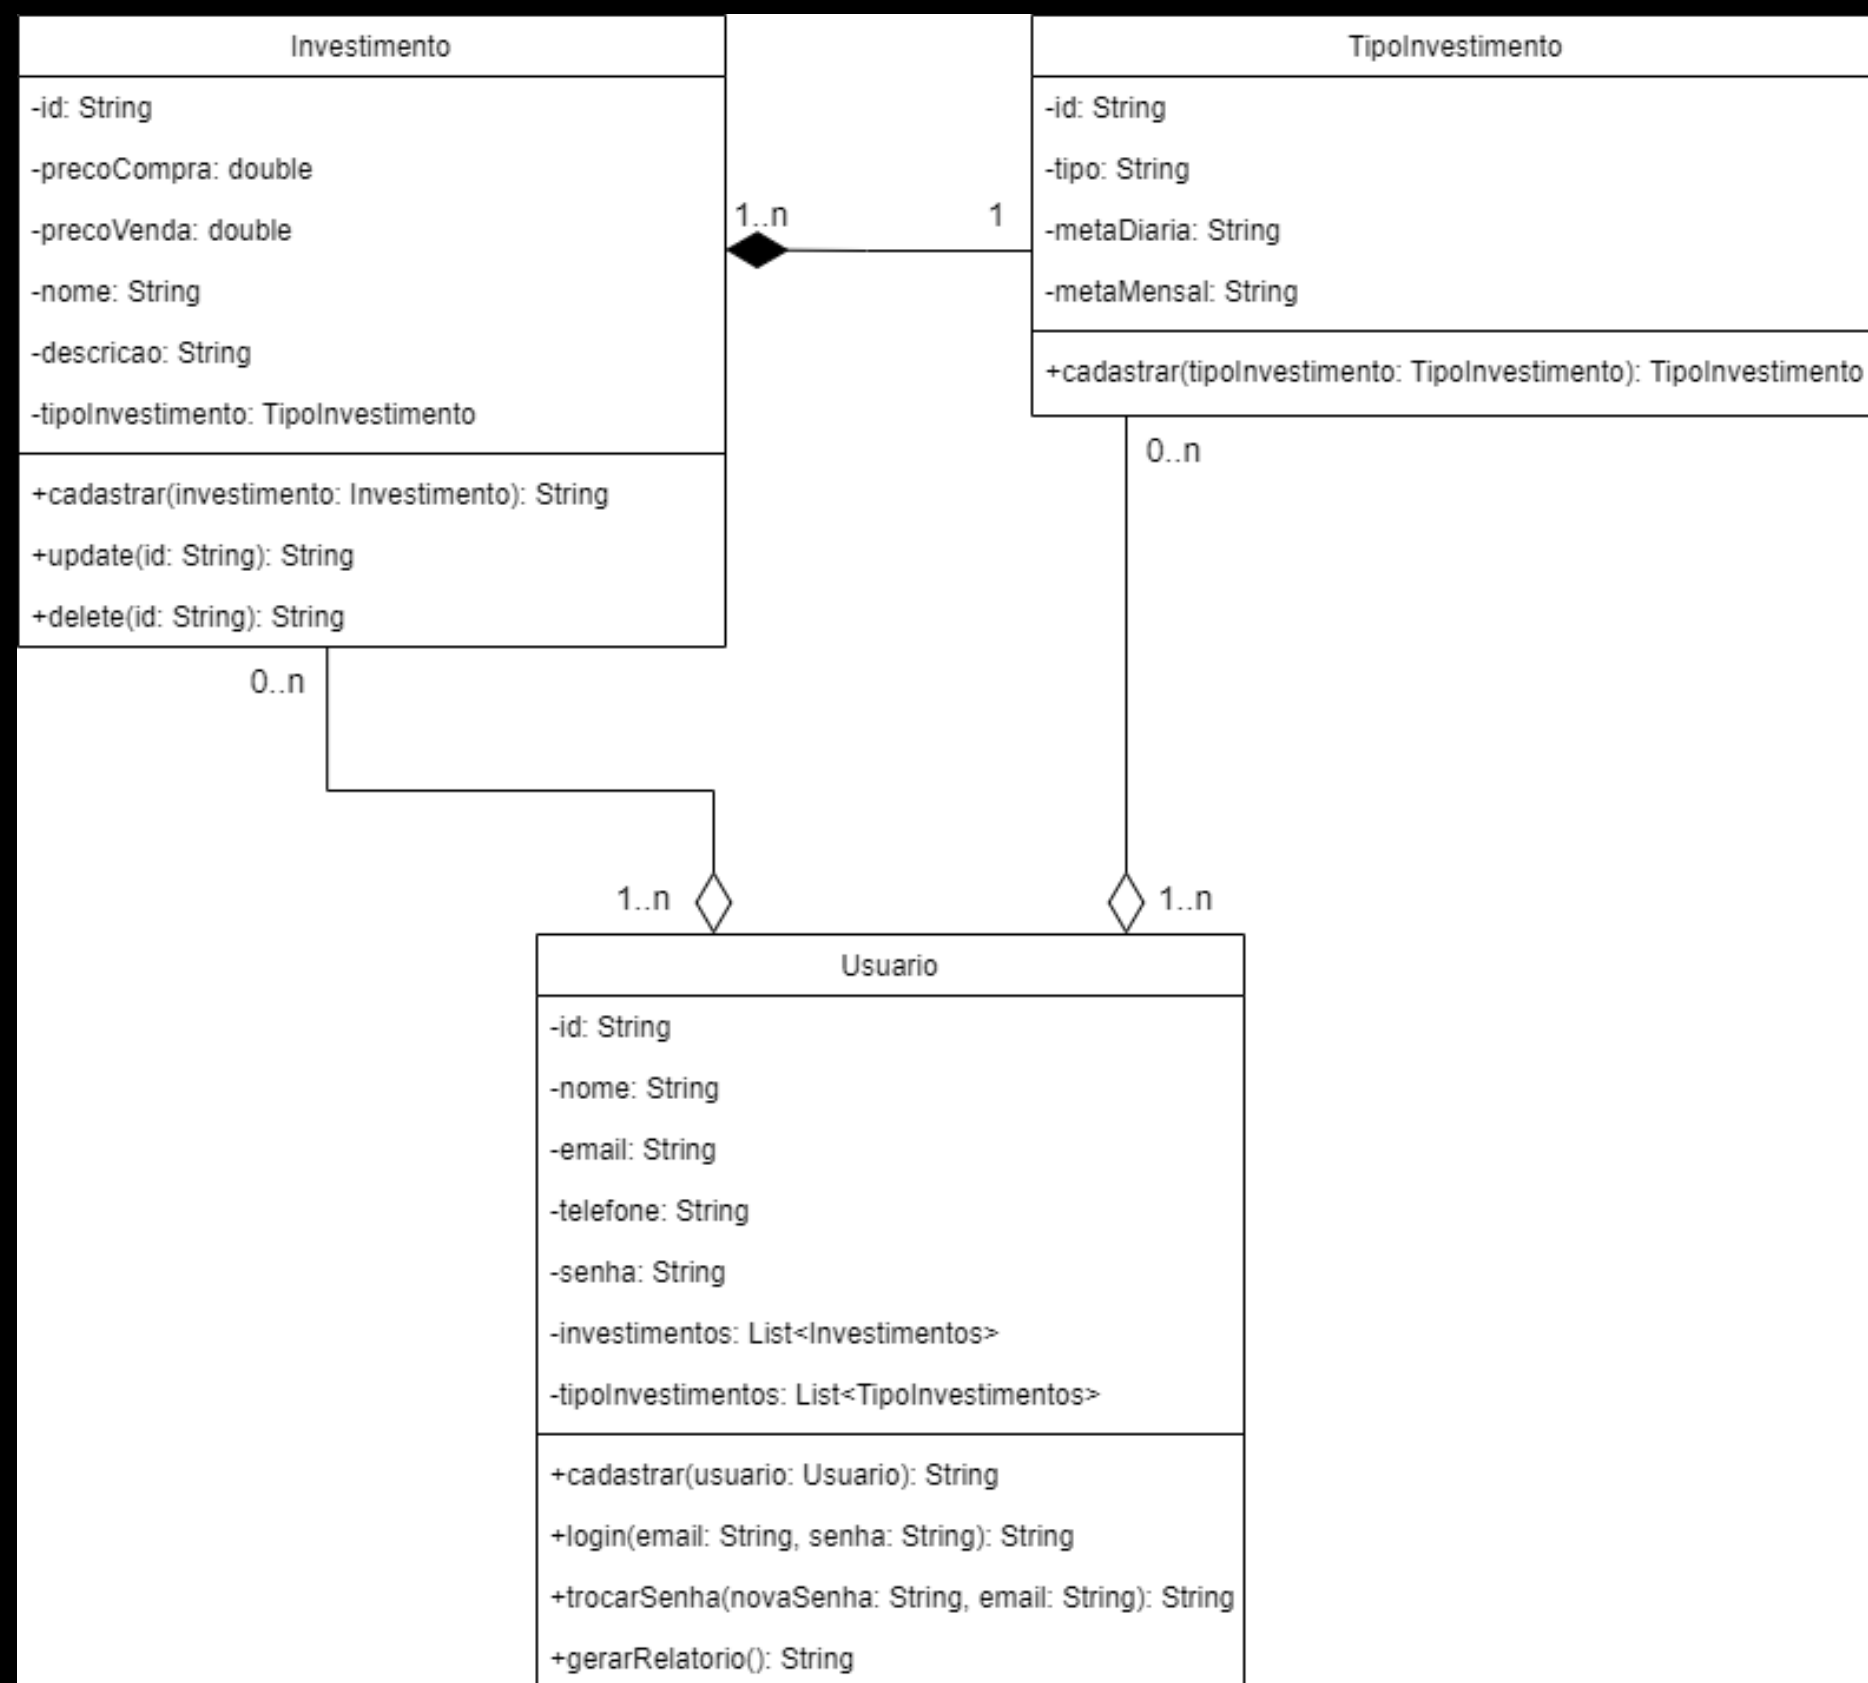 Investimento
-id: String
-precoCompra: double
-precoVenda: double
-nome: String
-descricao: String
-tipoInvestimento: TipoInvestimento
+cadastrar(investimento: Investimento): String
+update(id: String): String
+delete(id: String): String
1..n
1
TipoInvestimento
-id: String
-tipo: String
-metaDiaria: String
-metaMensal: String
+cadastrar(tipoInvestimento: TipoInvestimento): TipoInvestimento
0..n
0..n
1..n
1..n
Usuario
-id: String
-nome: String
-email: String
-telefone: String
-senha: String
-investimentos: List<Investimentos>
-tipoInvestimentos: List<TipoInvestimentos>
+cadastrar(usuario: Usuario): String
+login(email: String, senha: String): String
+trocarSenha(novaSenha: String, email: String): String
+gerarRelatorio(): String